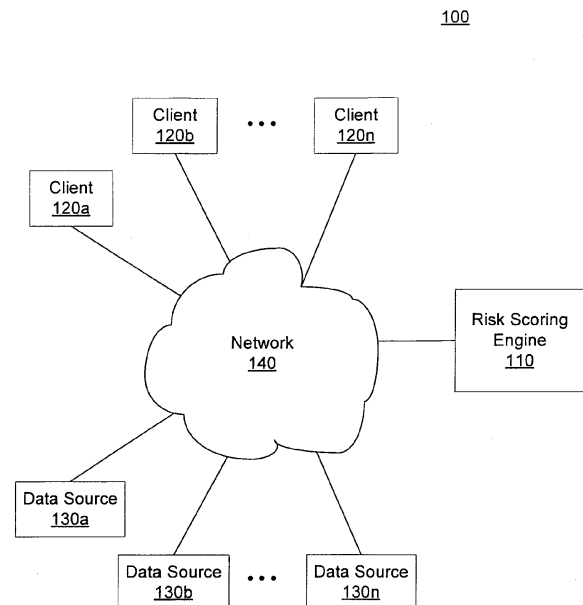 100
Client
120b
• • •
Client
120n
Client
120a
Network
140
Risk Scoring
Engine
110
Data Source
130a
Data Source
130b
• • •
Data Source
130n